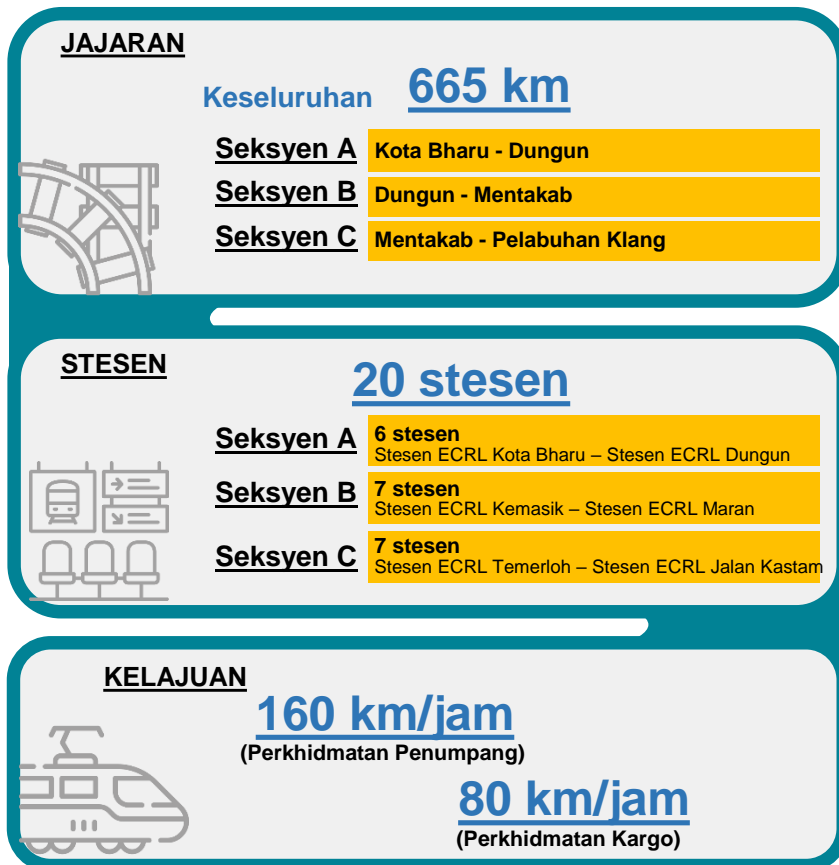 JAJARAN
Keseluruhan 665 km
Seksyen A Kota Bharu - Dungun
Seksyen B Dungun - Mentakab
Seksyen C Mentakab - Pelabuhan Klang
STESEN
20 stesen
Seksyen A 6 stesen
Stesen ECRL Kota Bharu – Stesen ECRL Dungun
Seksyen B 7 stesen
Stesen ECRL Kemasik – Stesen ECRL Maran
Seksyen C 7 stesen
Stesen ECRL Temerloh – Stesen ECRL Jalan Kastam
KELAJUAN
160 km/jam
(Perkhidmatan Penumpang)
80 km/jam
(Perkhidmatan Kargo)